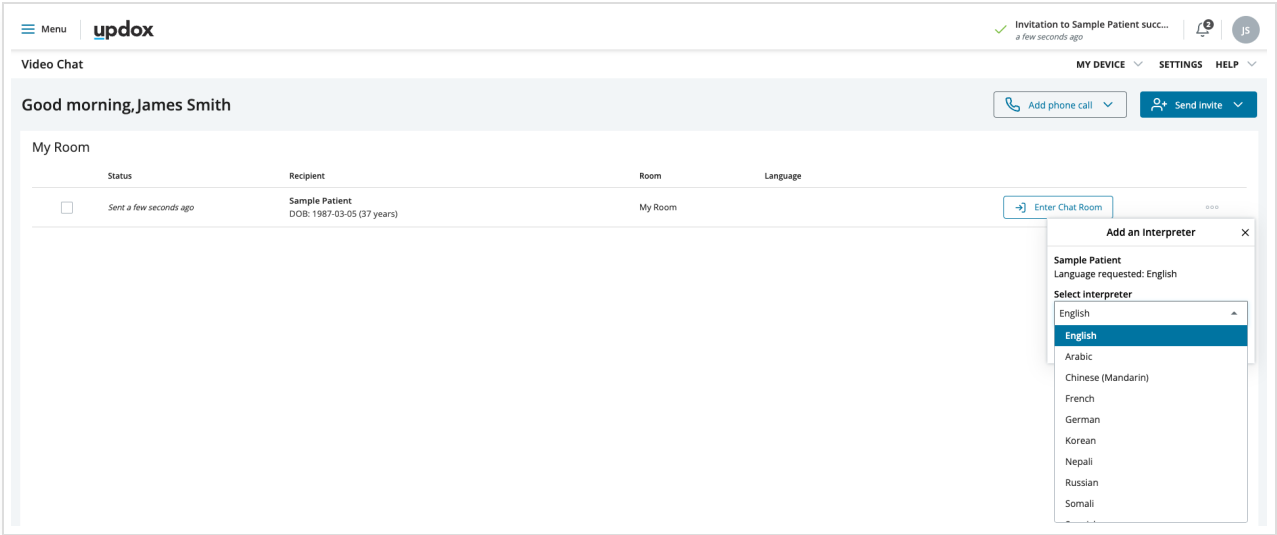 Menu
updox
Invitation to Sample Patient succ...
a few seconds ago
2
JS
Video Chat
MY DEVICE
SETTINGS
HELP
Good morning, James Smith
Add phone call
Send invite
My Room
Status Recipient Room Language
Sent a few seconds ago
Sample Patient
DOB: 1987-03-05 (37 years)
My Room
Enter Chat Room
Add an Interpreter
Sample Patient
Language requested: English
Select interpreter
English
English
Arabic
Chinese (Mandarin)
French
German
Korean
Nepali
Russian
Somali